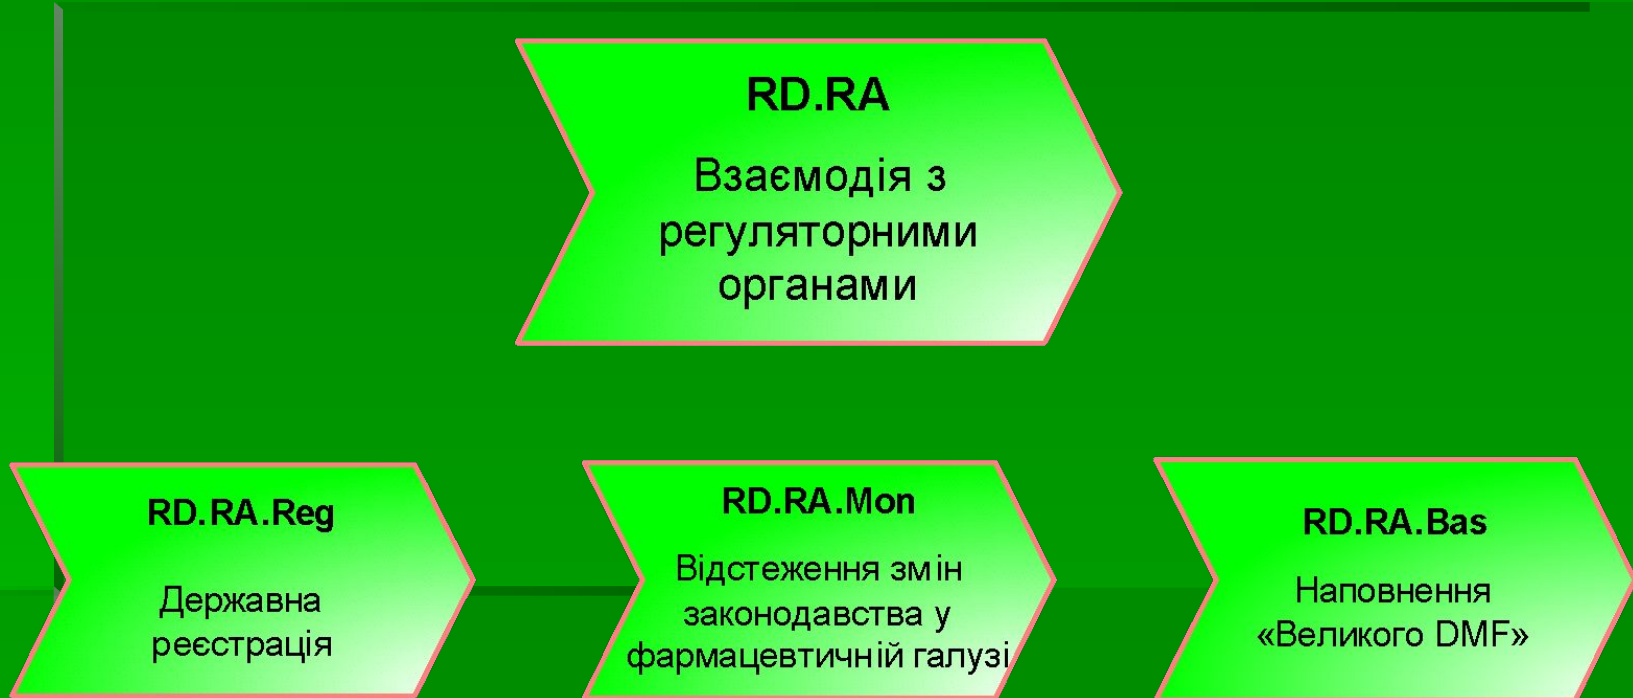 RD.RA
Взаємодія з
регуляторними
органами
RD.RA.Reg
Державна
реєстрація
RD.RA.Mon
Відстеження змін
законодавства у
фармацевтичній галузі
RD.RA.Bas
Наповнення
«Великого DMF»